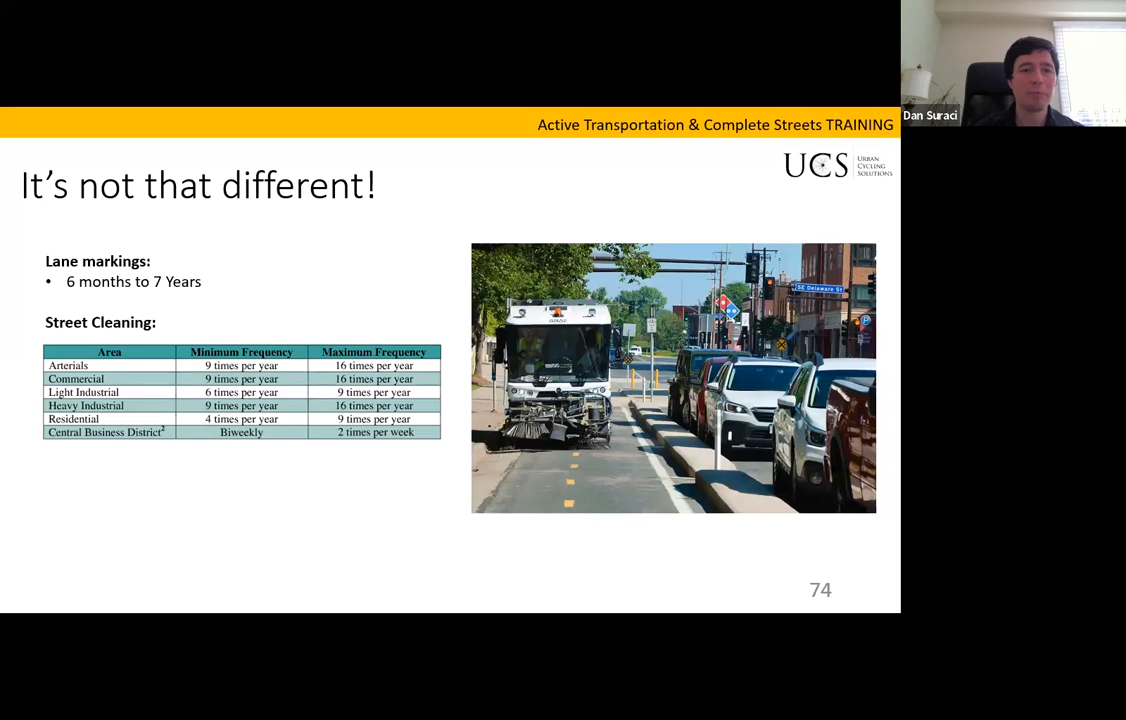 Dan Suraci
Active Transportation & Complete Streets TRAINING
UCS
URBAN
CYCLING
SOLUTIONS
It's not that different!
Lane markings:
• 6 months to 7 Years
Street Cleaning:
Area Minimum Frequency Maximum Frequency
Arterials 9 times per year 16 times per year
Commercial 9 times per year 16 times per year
Light Industrial 6 times per year 9 times per year
Heavy Industrial 9 times per year 16 times per year
Residential 4 times per year 9 times per year
Central Business District² Biweekly 2 times per week
SE Delaware St
P
74